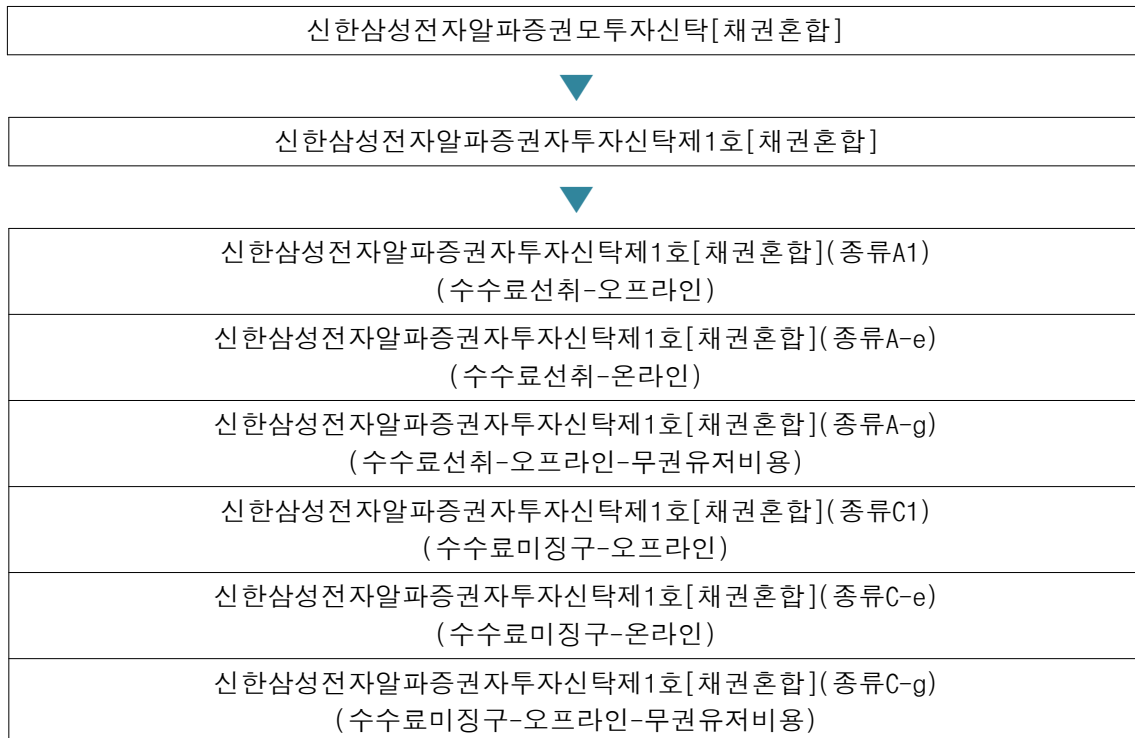 신한삼성전자알파증권모투자신탁[채권혼합]
신한삼성전자알파증권자투자신탁제1호[채권혼합]
신한삼성전자알파증권자투자신탁제1호[채권혼합](종류A1)
(수수료선취-오프라인)
신한삼성전자알파증권자투자신탁제1호[채권혼합](종류A-e)
(수수료선취-온라인)
신한삼성전자알파증권자투자신탁제1호[채권혼합](종류A-g)
(수수료선취-오프라인-무권유저비용)
신한삼성전자알파증권자투자신탁제1호[채권혼합](종류C1)
(수수료미징구-오프라인)
신한삼성전자알파증권자투자신탁제1호[채권혼합](종류C-e)
(수수료미징구-온라인)
신한삼성전자알파증권자투자신탁제1호[채권혼합](종류C-g)
(수수료미징구-오프라인-무권유저비용)